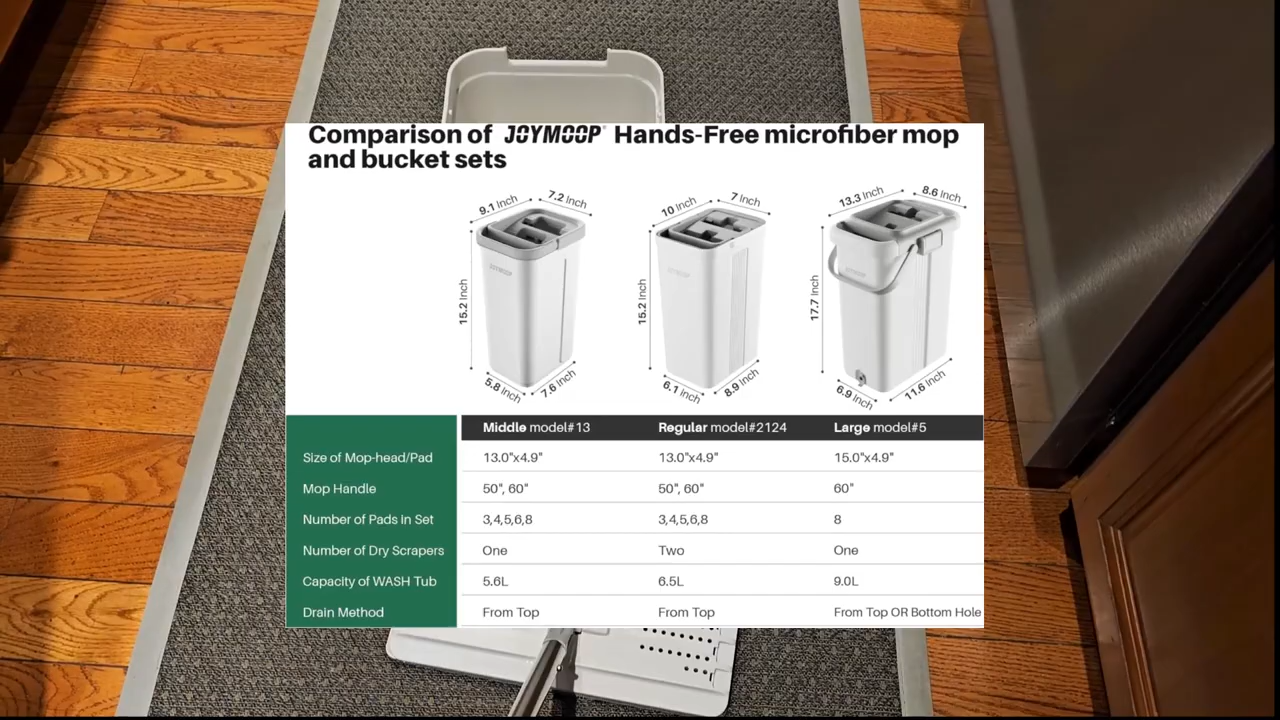 Comparison of JOYMOOP® Hands-Free microfiber mop
and bucket sets
9.1 Inch 7.2 Inch 10 Inch 7 Inch 13.3 Inch 8.6 Inch
JOYMOOP JOYMOOP JOYMOOP
15.2 Inch 15.2 Inch 17.7 Inch
5.8 Inch 7.6 Inch 6.1 Inch 8.9 Inch 6.9 Inch 11.6 Inch
Middle model#13 Regular model#2124 Large model#5
Size of Mop-head/Pad 13.0"x4.9" 13.0"x4.9" 15.0"x4.9"
Mop Handle 50", 60" 50", 60" 60"
Number of Pads in Set 3,4,5,6,8 3,4,5,6,8 8
Number of Dry Scrapers One Two One
Capacity of WASH Tub 5.6L 6.5L 9.0L
Drain Method From Top From Top From Top OR Bottom Hole